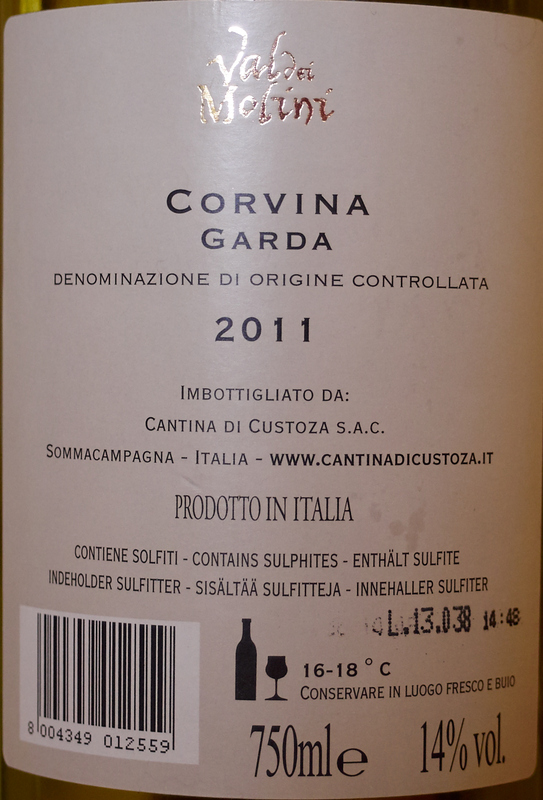 Val dei
Molini
CORVINA
GARDA
DENOMINAZIONE DI ORIGINE CONTROLLATA
2011
IMBOTTIGLIATO DA:
CANTINA DI CUSTOZA S.A.C.
SOMMACAMPAGNA - ITALIA - WWW.CANTINADICUSTOZA.IT
PRODOTTO IN ITALIA
CONTIENE SOLFITI - CONTAINS SULPHITES - ENTHÄLT SULFITE
INDEHOLDER SULFITTER - SISÄLTÄÄ SULFITTEJA - INNEHALLER SULFITER
L.13.038 14:48
16-18 °C
CONSERVARE IN LUOGO FRESCO E BUIO
8 004349 012559
750ml e 14% vol.